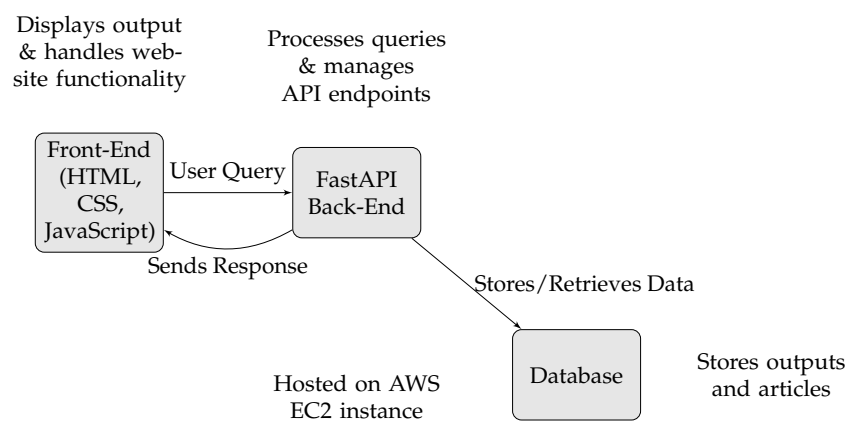 Displays output
& handles web-
site functionality
Processes queries
& manages
API endpoints
Front-End
(HTML,
CSS,
JavaScript)
User Query
FastAPI
Back-End
Sends Response
Stores/Retrieves Data
Database
Stores outputs
and articles
Hosted on AWS
EC2 instance